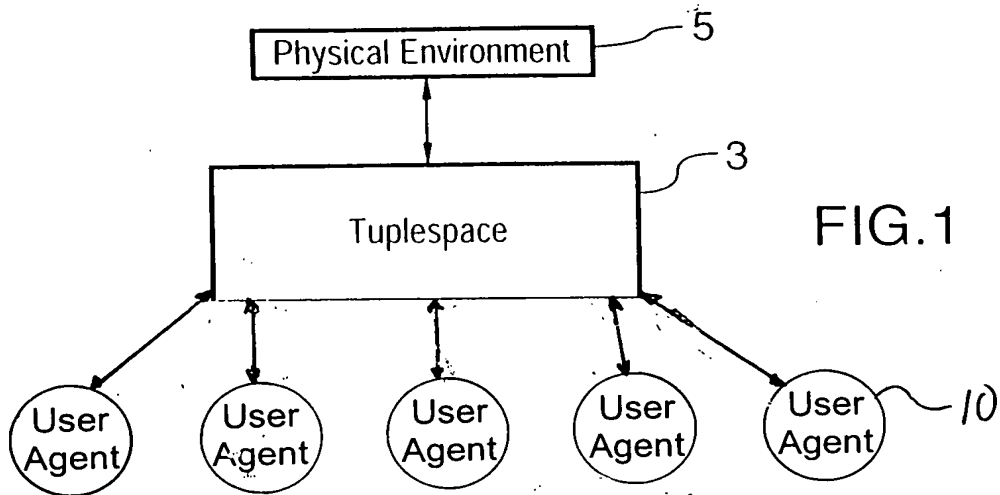 5
Physical Environment
3
Tuplespace
FIG.1
User
Agent
User
Agent
User
Agent
User
Agent
User
Agent
10